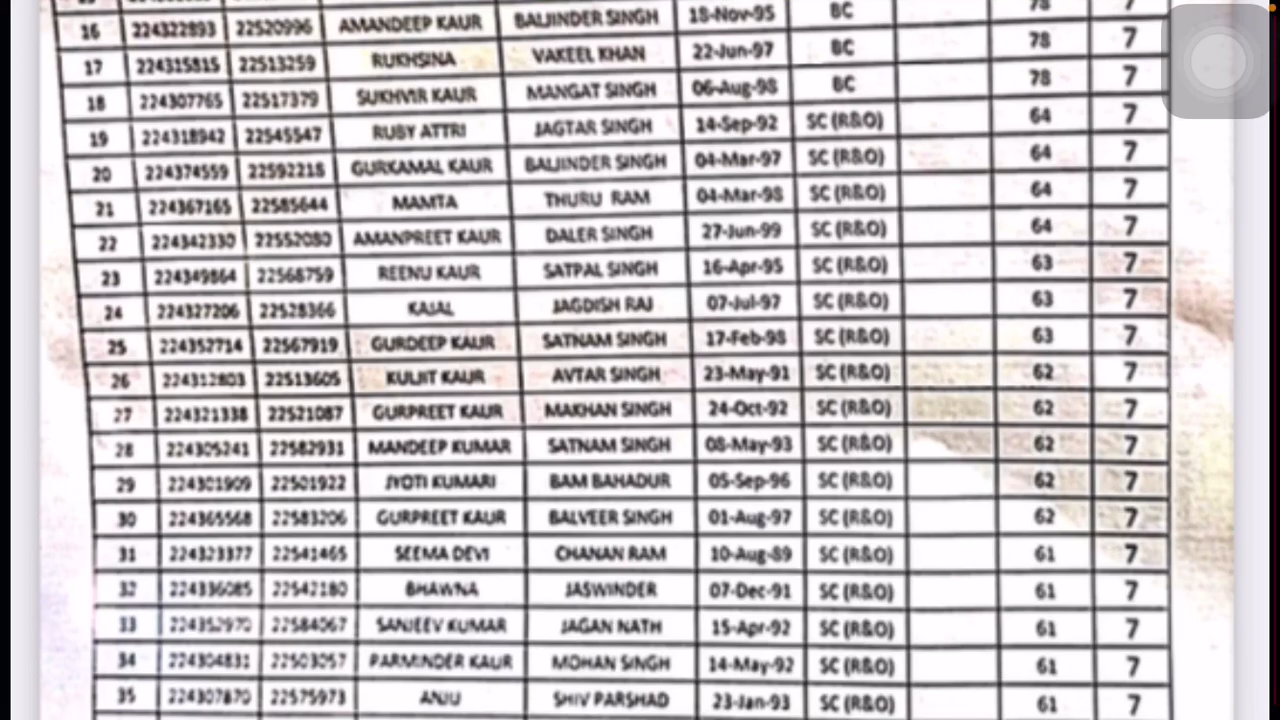 16 224322893 22520996 AMANDEEP KAUR BALJINDER SINGH 18-Nov-95 BC 78 7
17 224315815 22513259 RUKHSINA VAKEEL KHAN 22-Jun-97 BC 78 7
18 224307765 22517379 SUKHVIR KAUR MANGAT SINGH 06-Aug-98 BC 78 7
19 224318942 22545547 RUBY ATTRI JAGTAR SINGH 14-Sep-92 SC (R&O) 64 7
20 224374559 22592218 GURKAMAL KAUR BALJINDER SINGH 04-Mar-97 SC (R&O) 64 7
21 224367165 22585644 MAMTA THURU RAM 04-Mar-98 SC (R&O) 64 7
22 224342330 22552080 AMANPREET KAUR DALER SINGH 27-Jun-99 SC (R&O) 64 7
23 224349864 22568759 REENU KAUR SATPAL SINGH 16-Apr-95 SC (R&O) 63 7
24 224327206 22528366 KAJAL JAGDISH RAJ 07-Jul-97 SC (R&O) 63 7
25 224352714 22567919 GURDEEP KAUR SATNAM SINGH 17-Feb-98 SC (R&O) 63 7
26 224312803 22513605 KULJIT KAUR AVTAR SINGH 23-May-91 SC (R&O) 62 7
27 224321338 22521087 GURPREET KAUR MAKHAN SINGH 24-Oct-92 SC (R&O) 62 7
28 224305241 22582931 MANDEEP KUMAR SATNAM SINGH 08-May-93 SC (R&O) 62 7
29 224301909 22501922 JYOTI KUMARI BAM BAHADUR 05-Sep-96 SC (R&O) 62 7
30 224365568 22583206 GURPREET KAUR BALVEER SINGH 01-Aug-97 SC (R&O) 62 7
31 224323377 22541465 SEEMA DEVI CHANAN RAM 10-Aug-89 SC (R&O) 61 7
32 224336085 22542180 BHAWNA JASWINDER 07-Dec-91 SC (R&O) 61 7
33 224352970 22584067 SANJEEV KUMAR JAGAN NATH 15-Apr-92 SC (R&O) 61 7
34 224304831 22503057 PARMINDER KAUR MOHAN SINGH 14-May-92 SC (R&O) 61 7
35 224307870 22575973 ANJU SHIV PARSHAD 23-Jan-93 SC (R&O) 61 7